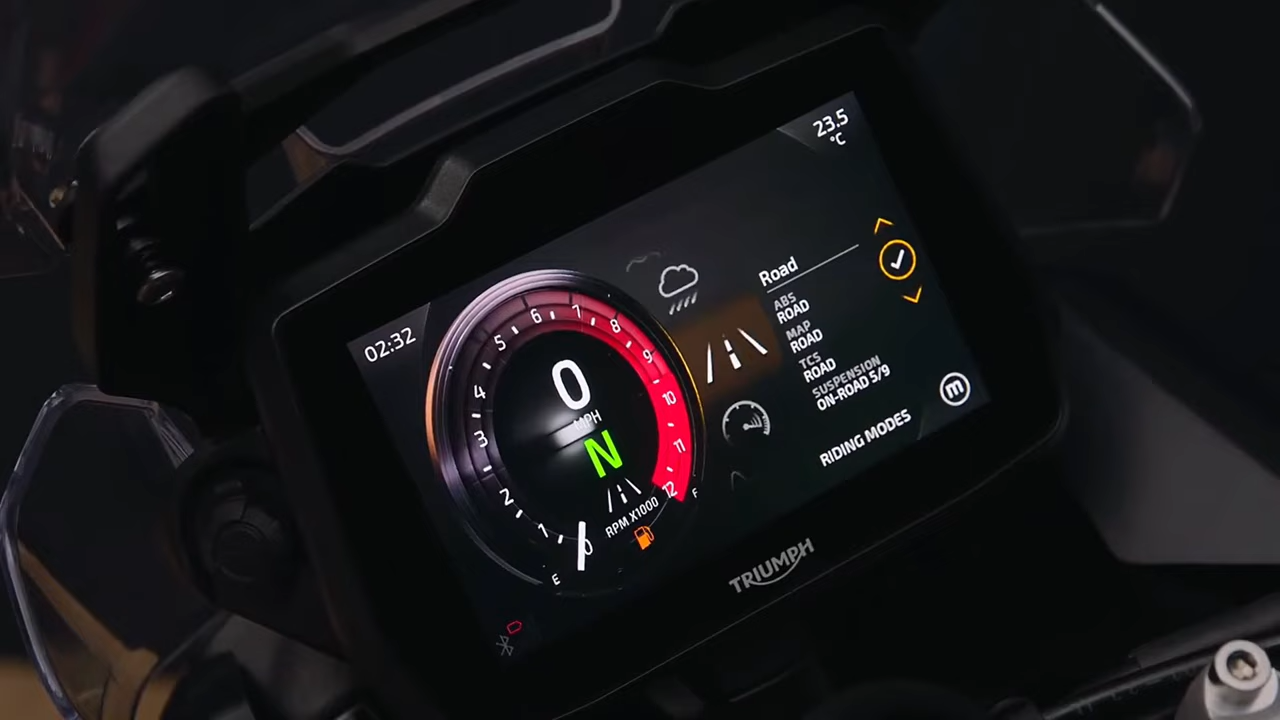 23.5
°C
02:32
Road
ABS
ROAD
MAP
ROAD
TCS
ROAD
SUSPENSION
ON-ROAD 5/9
RIDING MODES
m
0
MPH
N
RPM X1000
0
1
2
3
4
5
6
7
8
9
10
11
12
E
F
TRIUMPH